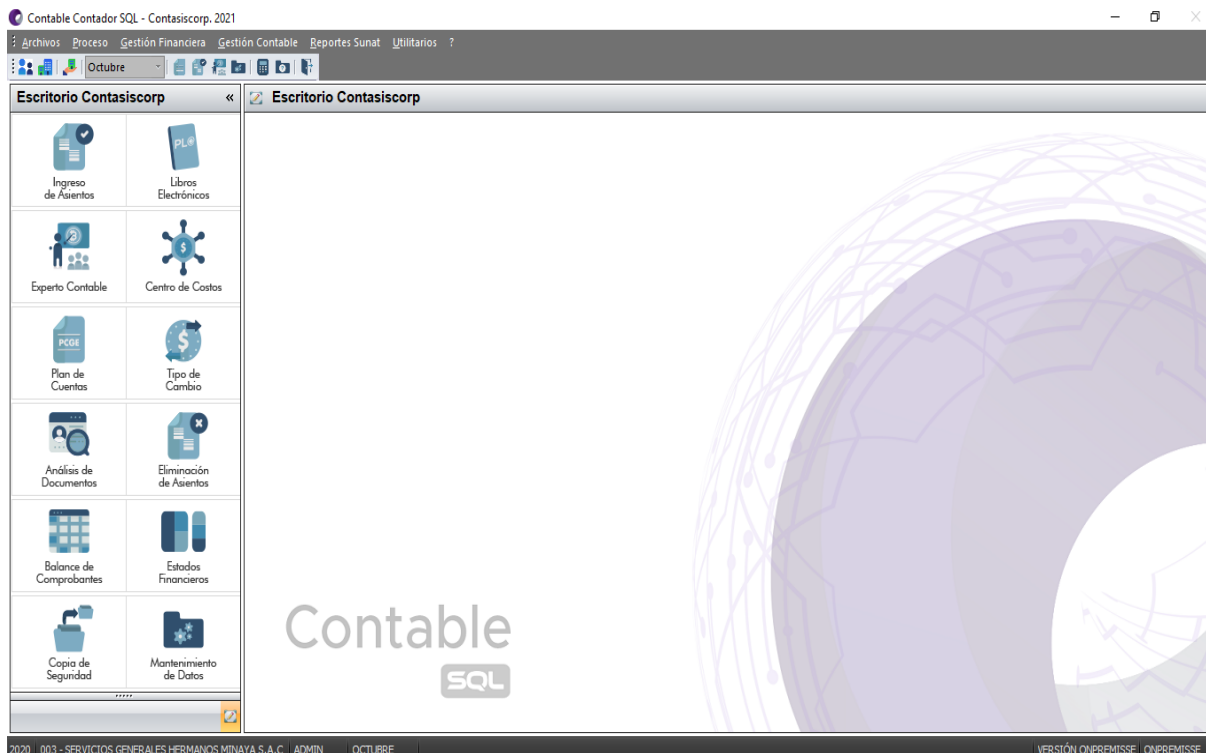 Contable Contador SQL - Contasiscorp. 2021
Archivos Proceso Gestión Financiera Gestión Contable Reportes Sunat Utilitarios ?
Octubre
Escritorio Contasiscorp «
Escritorio Contasiscorp
Ingreso
de Asientos
PLe
Libros
Electrónicos
Experto Contable
$
Centro de Costos
PCGE
Plan de
Cuentas
$
Tipo de
Cambio
Análisis de
Documentos
Eliminación
de Asientos
Balance de
Comprobantes
Estados
Financieros
Copia de
Seguridad
Mantenimiento
de Datos
Contable
SQL
2020 003 - SERVICIOS GENERALES HERMANOS MINAYA S.A.C ADMIN OCTUBRE VERSIÓN ONPREMISSE ONPREMISSE